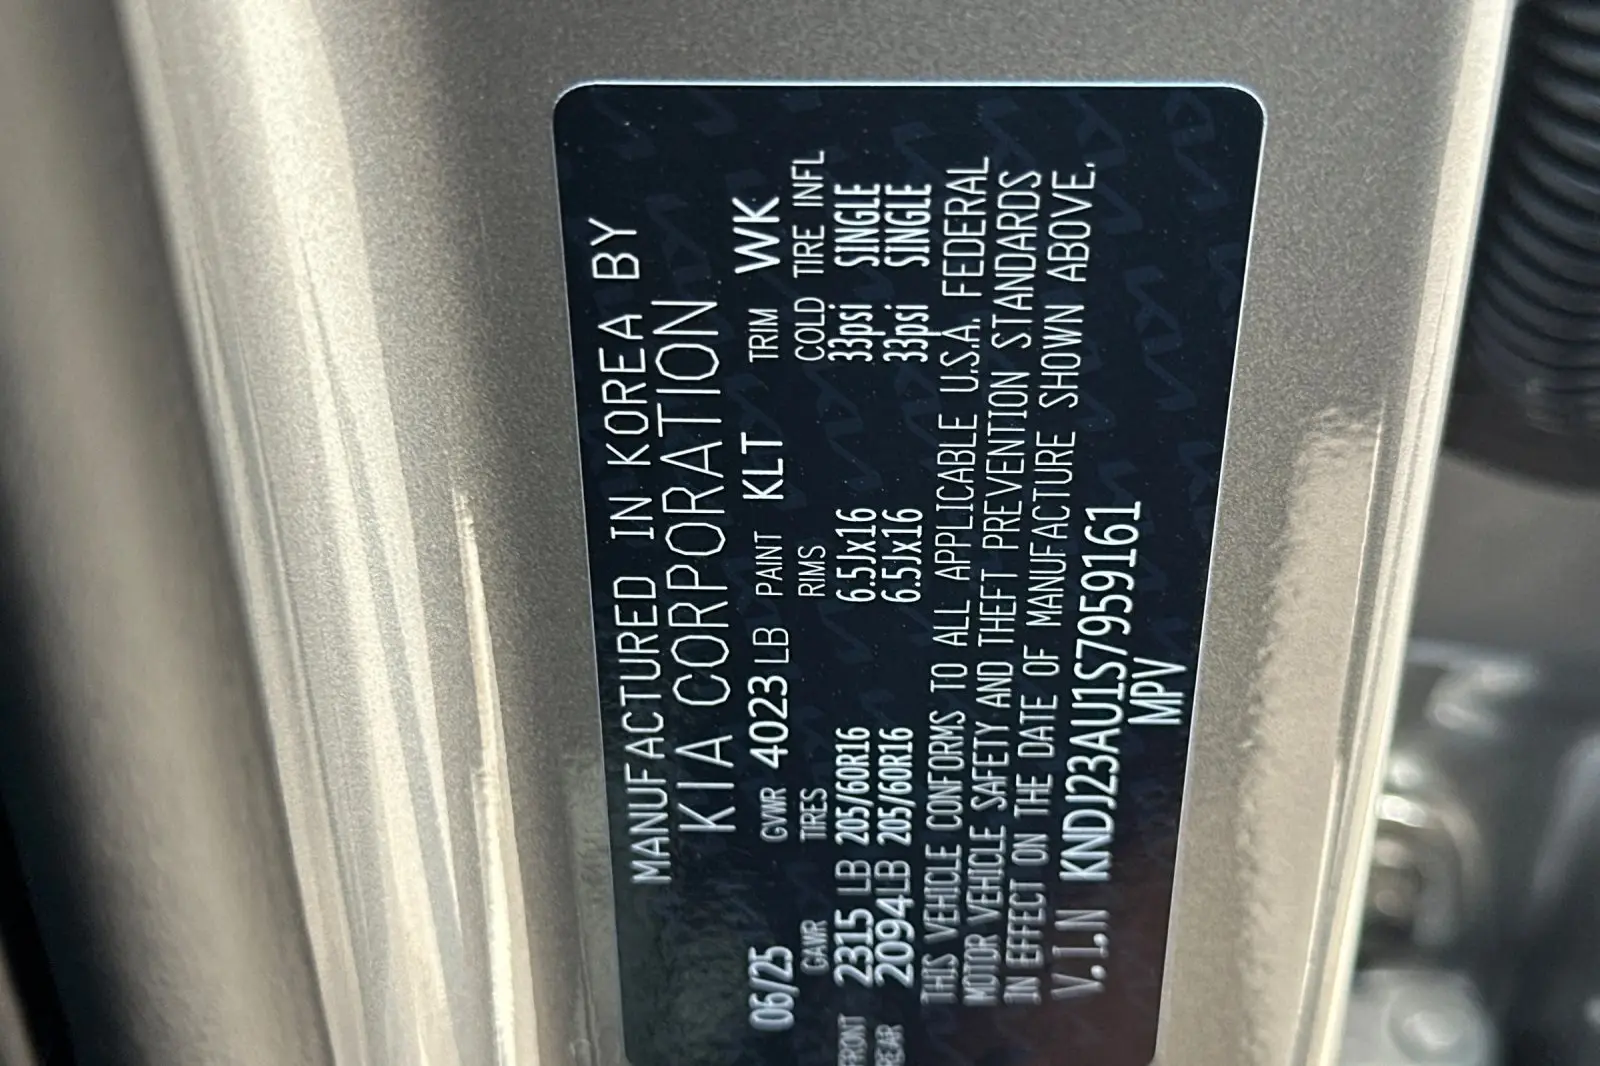 MANUFACTURED IN KOREA BY
KIA CORPORATION
06/25 GVWR 4023 LB PAINT KLT TRIM WK
GAWR TIRES RIMS COLD TIRE INFL
FRONT 2315 LB 205/60R16 6.5Jx16 33psi SINGLE
REAR 2094LB 205/60R16 6.5Jx16 33psi SINGLE
THIS VEHICLE CONFORMS TO ALL APPLICABLE U.S.A. FEDERAL
MOTOR VEHICLE SAFETY AND THEFT PREVENTION STANDARDS
IN EFFECT ON THE DATE OF MANUFACTURE SHOWN ABOVE.
V.I.N KNDJ23AU1S7959161
MPV